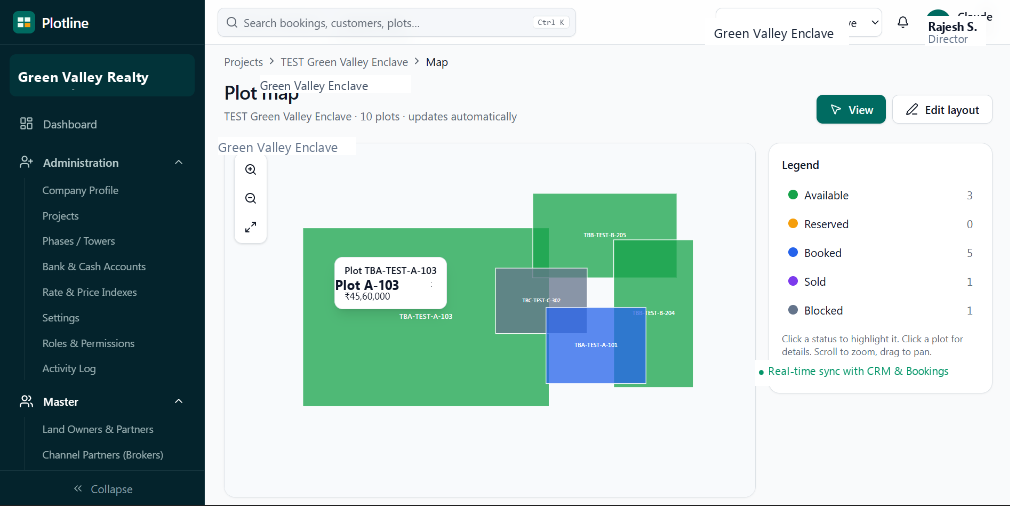 Plotline
Search bookings, customers, plots...
Ctrl K
Green Valley Enclave
Rajesh S.
Director
Green Valley Realty
Projects > TEST Green Valley Enclave > Map
Green Valley Enclave
Plot map
TEST Green Valley Enclave · 10 plots · updates automatically
View
Edit layout
Green Valley Enclave
Dashboard
Administration
Company Profile
Projects
Phases / Towers
Bank & Cash Accounts
Rate & Price Indexes
Settings
Roles & Permissions
Activity Log
Master
Land Owners & Partners
Channel Partners (Brokers)
Collapse
TBB-TEST-B-205
Plot TBA-TEST-A-103
Plot A-103
₹45,60,000
TBA-TEST-A-103
TBC-TEST-C-302
TEST-B-204
TBA-TEST-A-101
Legend
Available 3
Reserved 0
Booked 5
Sold 1
Blocked 1
Click a status to highlight it. Click a plot for
details. Scroll to zoom, drag to pan.
Real-time sync with CRM & Bookings